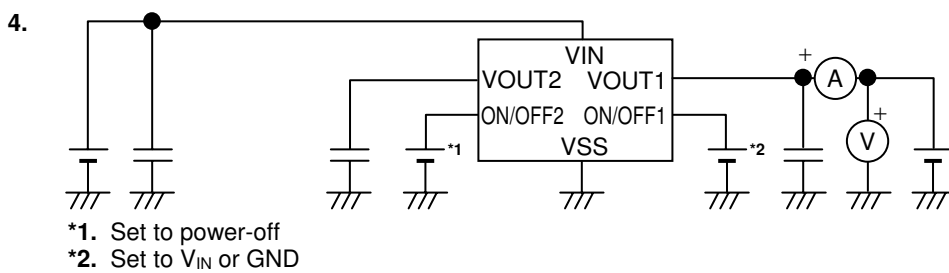 4.
VIN
VOUT2 VOUT1
ON/OFF2 ON/OFF1
VSS
*1
*2
+
A
+
V
*1. Set to power-off
*2. Set to VIN or GND